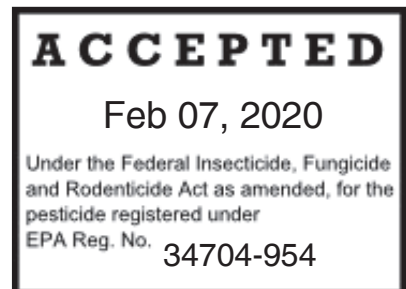 ACCEPTED
Feb 07, 2020
Under the Federal Insecticide, Fungicide
and Rodenticide Act as amended, for the
pesticide registered under
EPA Reg. No. 34704-954